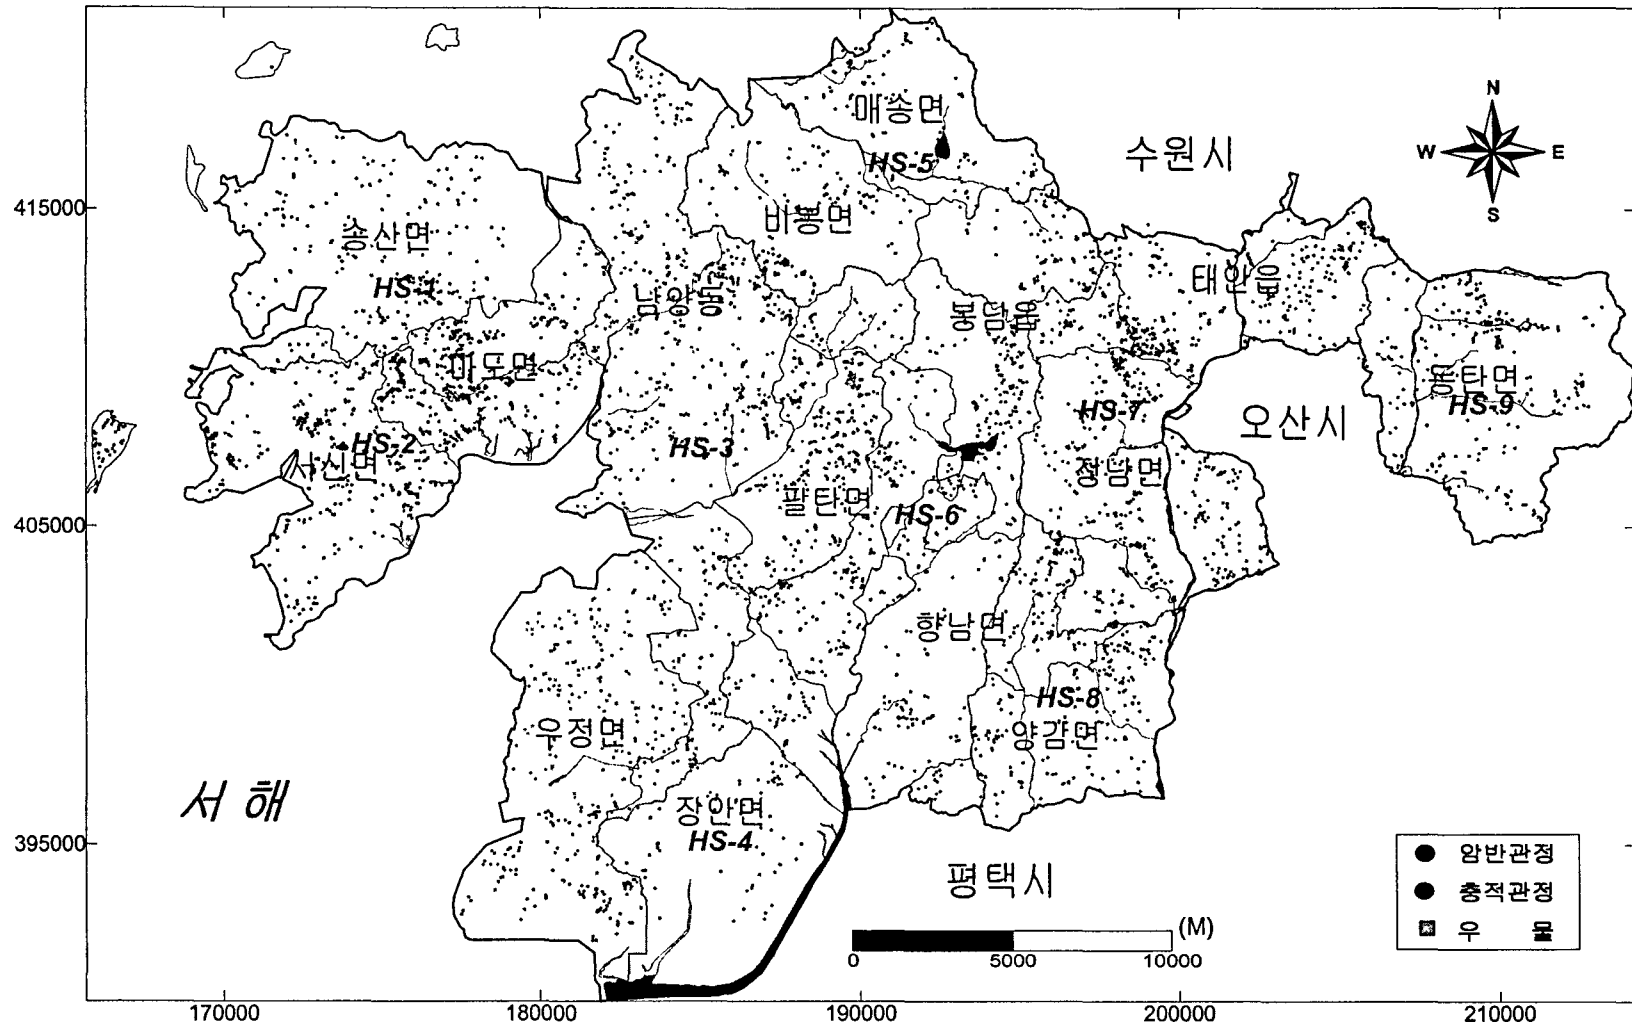 N
W E
S
매송면
수원시
HS-5
415000
비봉면
송산면
태안읍
HS-1
남양동
봉담읍
마도면
동탄면
HS-9
HS-7
오산시
HS-2
HS-3
서신면
정남면
팔탄면
HS-6
405000
향남면
HS-8
우정면
양감면
서 해
장안면
HS-4
395000
평택시
암반관정
충적관정
우 물
(M)
0 5000 10000
170000 180000 190000 200000 210000